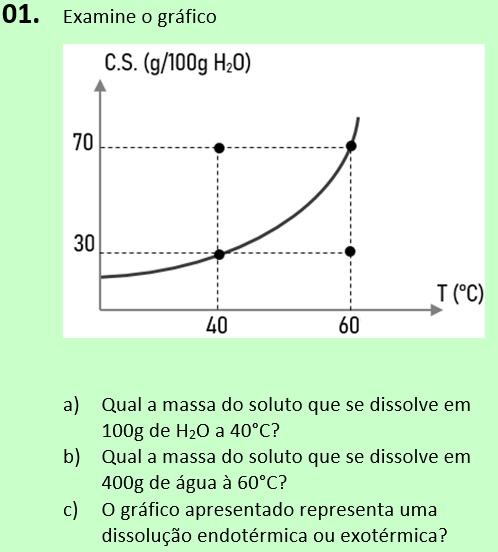 01. Examine o gráfico
C.S. (g/100g H₂O)
70
30
T (°C)
40
60
a) Qual a massa do soluto que se dissolve em
100g de H₂O a 40°C?
b) Qual a massa do soluto que se dissolve em
400g de água à 60°C?
c) O gráfico apresentado representa uma
dissolução endotérmica ou exotérmica?